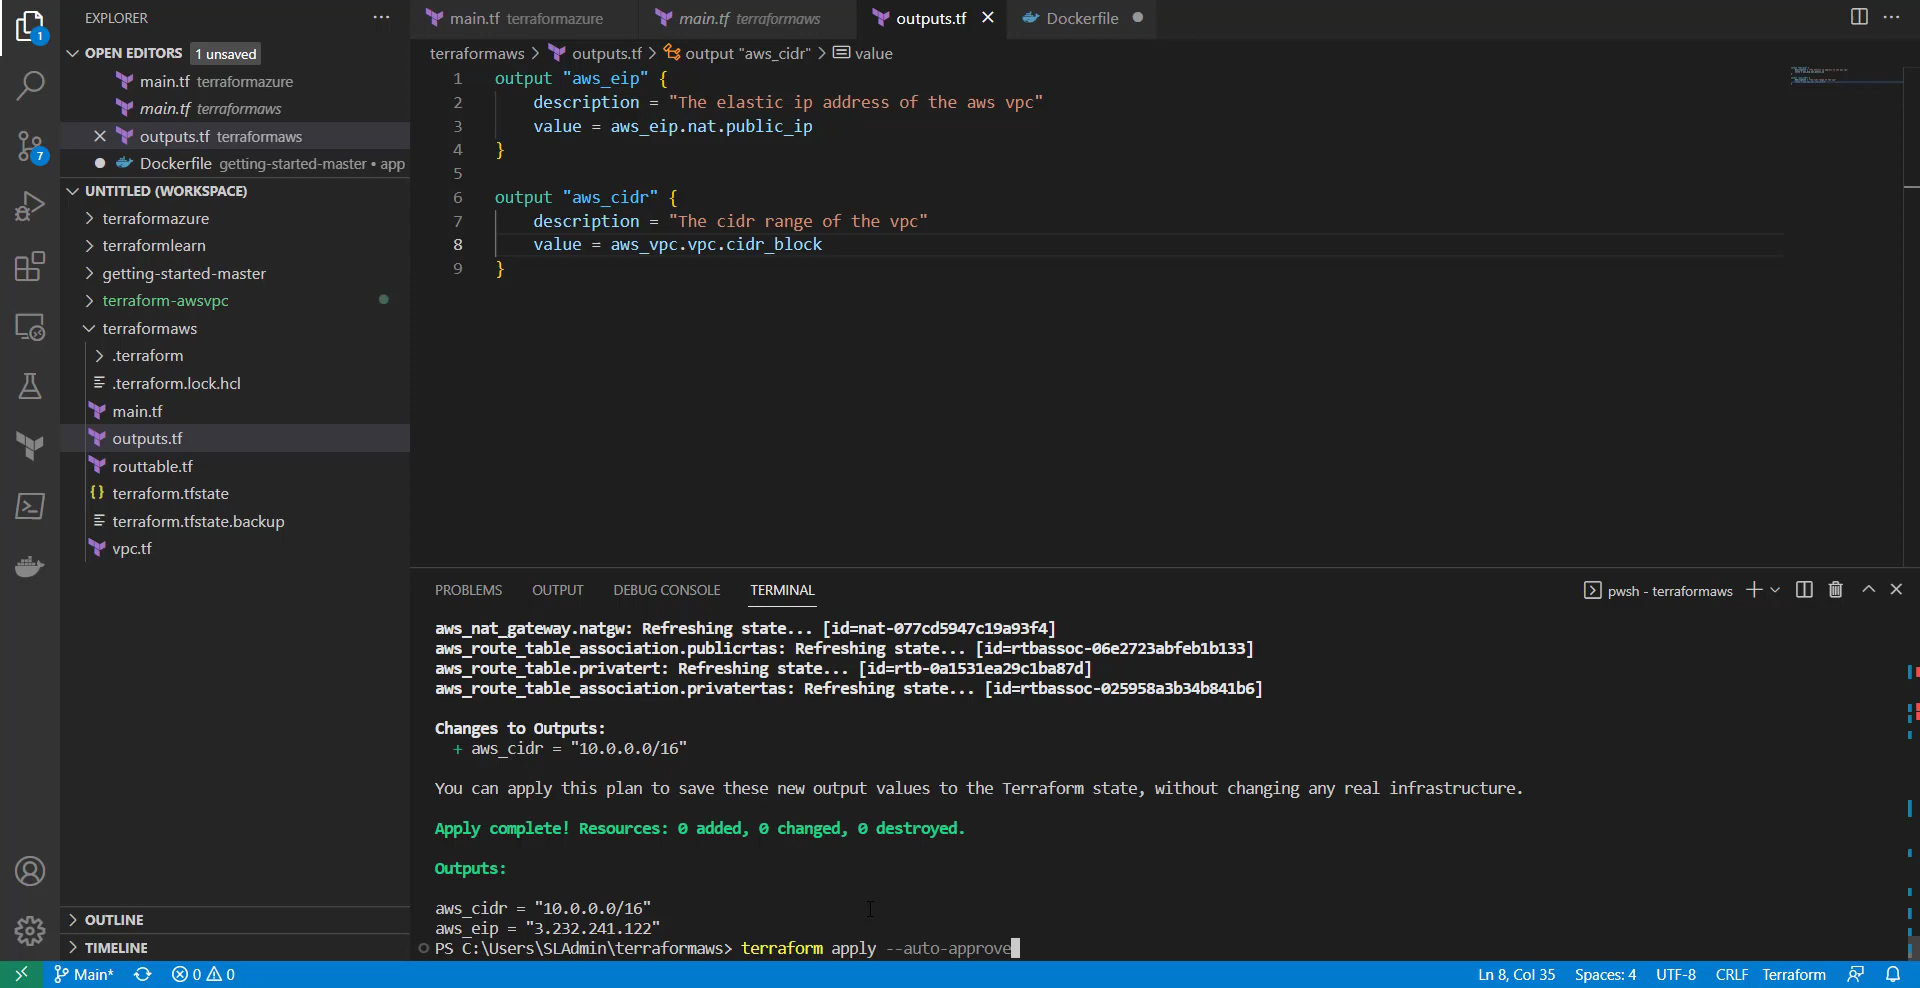 EXPLORER
OPEN EDITORS 1 unsaved
main.tf terraformazure
main.tf terraformaws
outputs.tf terraformaws
Dockerfile getting-started-master • app
UNTITLED (WORKSPACE)
terraformazure
terraformlearn
getting-started-master
terraform-awsvpc
terraformaws
.terraform
.terraform.lock.hcl
main.tf
outputs.tf
routtable.tf
terraform.tfstate
terraform.tfstate.backup
vpc.tf
OUTLINE
TIMELINE
1
7
main.tf terraformazure
main.tf terraformaws
outputs.tf
Dockerfile
terraformaws > outputs.tf > output "aws_cidr" > value
1 output "aws_eip" {
2 description = "The elastic ip address of the aws vpc"
3 value = aws_eip.nat.public_ip
4 }
5
6 output "aws_cidr" {
7 description = "The cidr range of the vpc"
8 value = aws_vpc.vpc.cidr_block
9 }
PROBLEMS OUTPUT DEBUG CONSOLE TERMINAL
pwsh - terraformaws
aws_nat_gateway.natgw: Refreshing state... [id=nat-077cd5947c19a93f4]
aws_route_table_association.publicrtas: Refreshing state... [id=rtbassoc-06e2723abfeb1b133]
aws_route_table.privatert: Refreshing state... [id=rtb-0a1531ea29c1ba87d]
aws_route_table_association.privatertas: Refreshing state... [id=rtbassoc-025958a3b34b841b6]
Changes to Outputs:
+ aws_cidr = "10.0.0.0/16"
You can apply this plan to save these new output values to the Terraform state, without changing any real infrastructure.
Apply complete! Resources: 0 added, 0 changed, 0 destroyed.
Outputs:
aws_cidr = "10.0.0.0/16"
aws_eip = "3.232.241.122"
PS C:\Users\SLAdmin\terraformaws> terraform apply --auto-approve
Main* 0 0
Ln 8, Col 35 Spaces: 4 UTF-8 CRLF Terraform